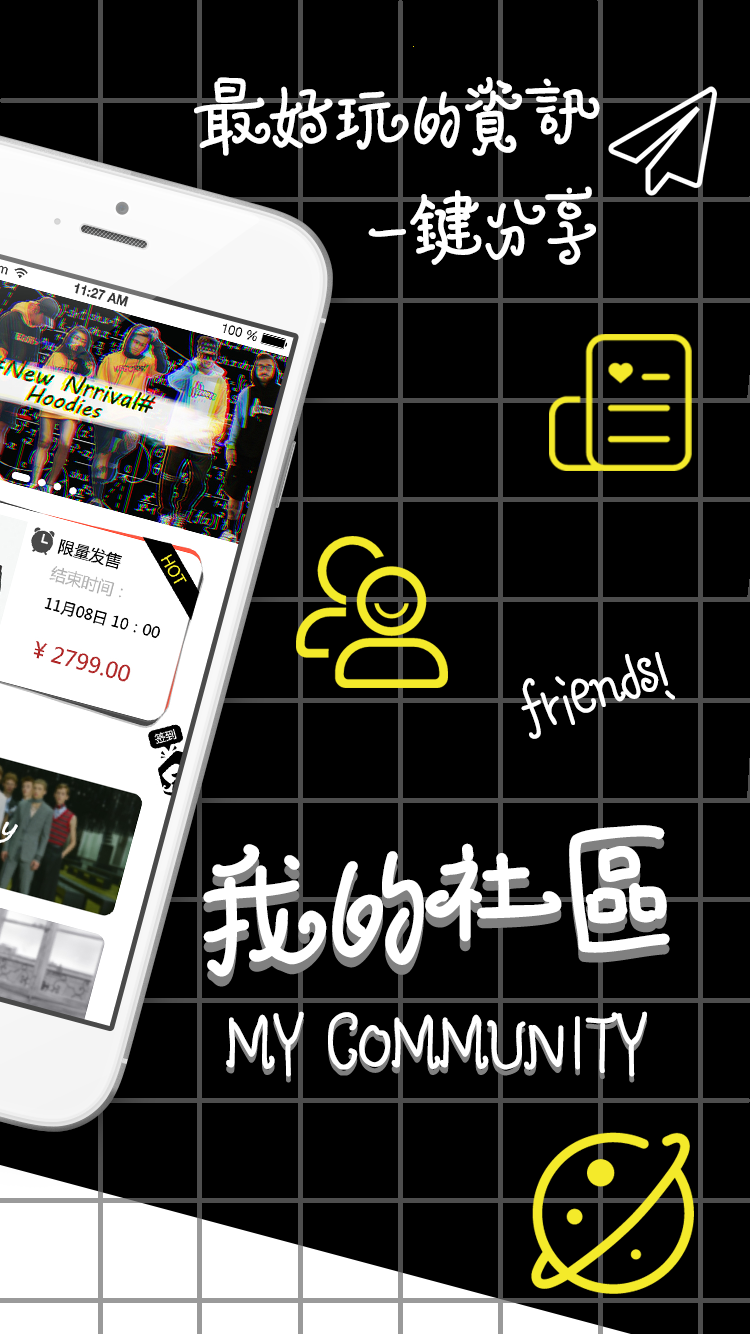 最好玩的資訊
一鍵分享
11:27 AM
100 %
#New Nrrival#
Hoodies
限量发售
HOT
结束时间：
11月08日 10：00
¥ 2799.00
签到
friends!
我的社區
MY COMMUNITY